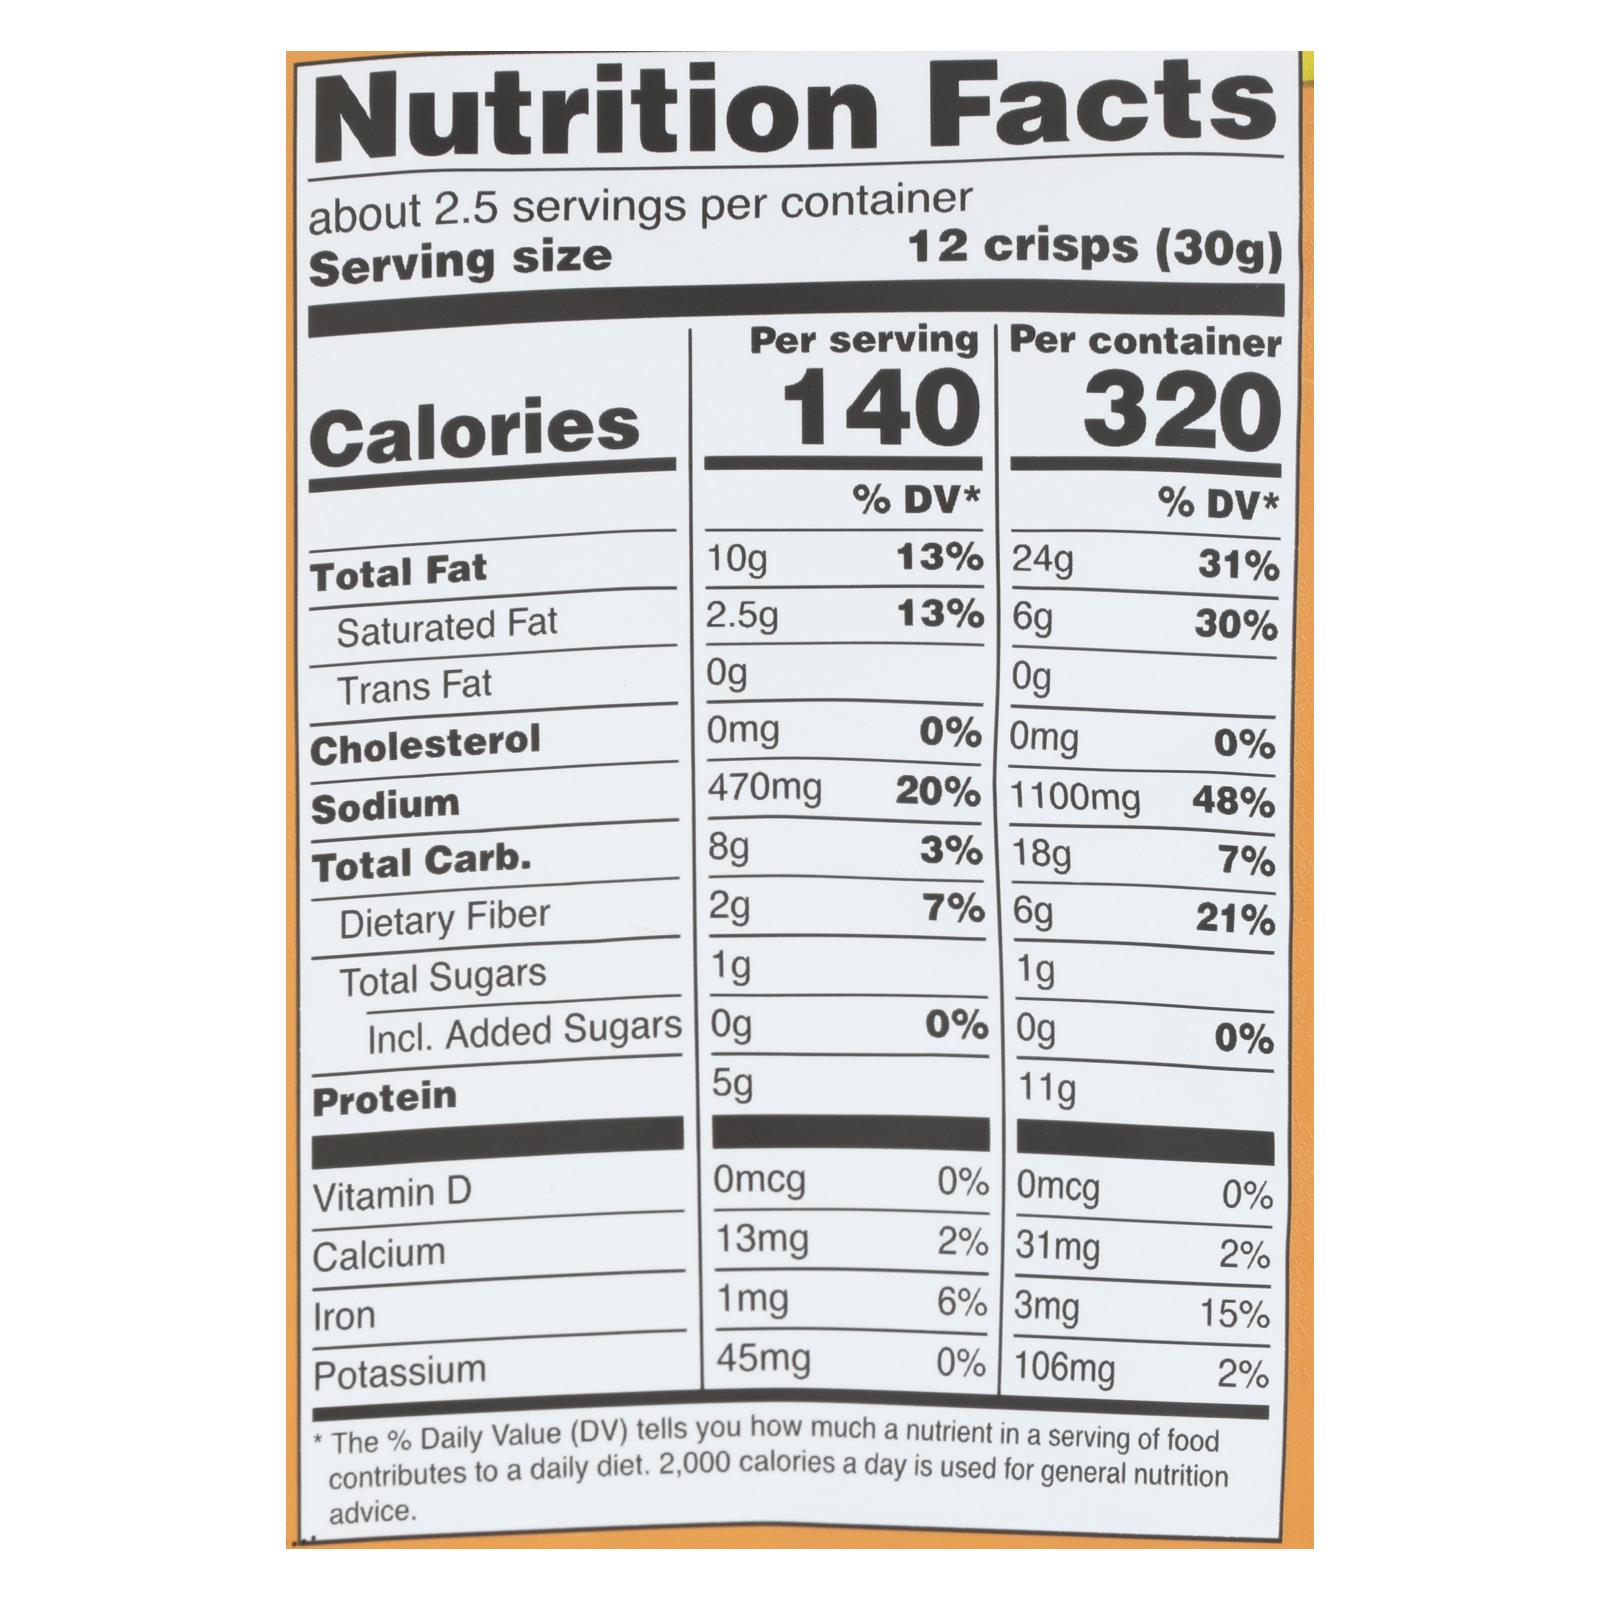 Nutrition Facts
about 2.5 servings per container
Serving size 12 crisps (30g)
Per serving Per container
Calories 140 320
% DV* % DV*
Total Fat 10g 13% 24g 31%
Saturated Fat 2.5g 13% 6g 30%
Trans Fat 0g 0g
Cholesterol 0mg 0% 0mg 0%
Sodium 470mg 20% 1100mg 48%
Total Carb. 8g 3% 18g 7%
Dietary Fiber 2g 7% 6g 21%
Total Sugars 1g 1g
Incl. Added Sugars 0g 0% 0g 0%
Protein 5g 11g
Vitamin D 0mcg 0% 0mcg 0%
Calcium 13mg 2% 31mg 2%
Iron 1mg 6% 3mg 15%
Potassium 45mg 0% 106mg 2%
* The % Daily Value (DV) tells you how much a nutrient in a serving of food
contributes to a daily diet. 2,000 calories a day is used for general nutrition
advice.